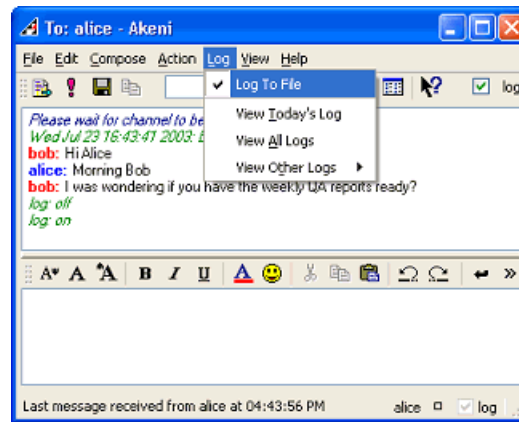 To: alice - Akeni
File Edit Compose Action Log View Help
log
Log To File
View Today's Log
View All Logs
View Other Logs
Please wait for channel to be
Wed Jul 23 16:43:41 2003:
bob: Hi Alice
alice: Morning Bob
bob: I was wondering if you have the weekly QA reports ready?
log: off
log: on
A A A B I U A
Last message received from alice at 04:43:56 PM alice log